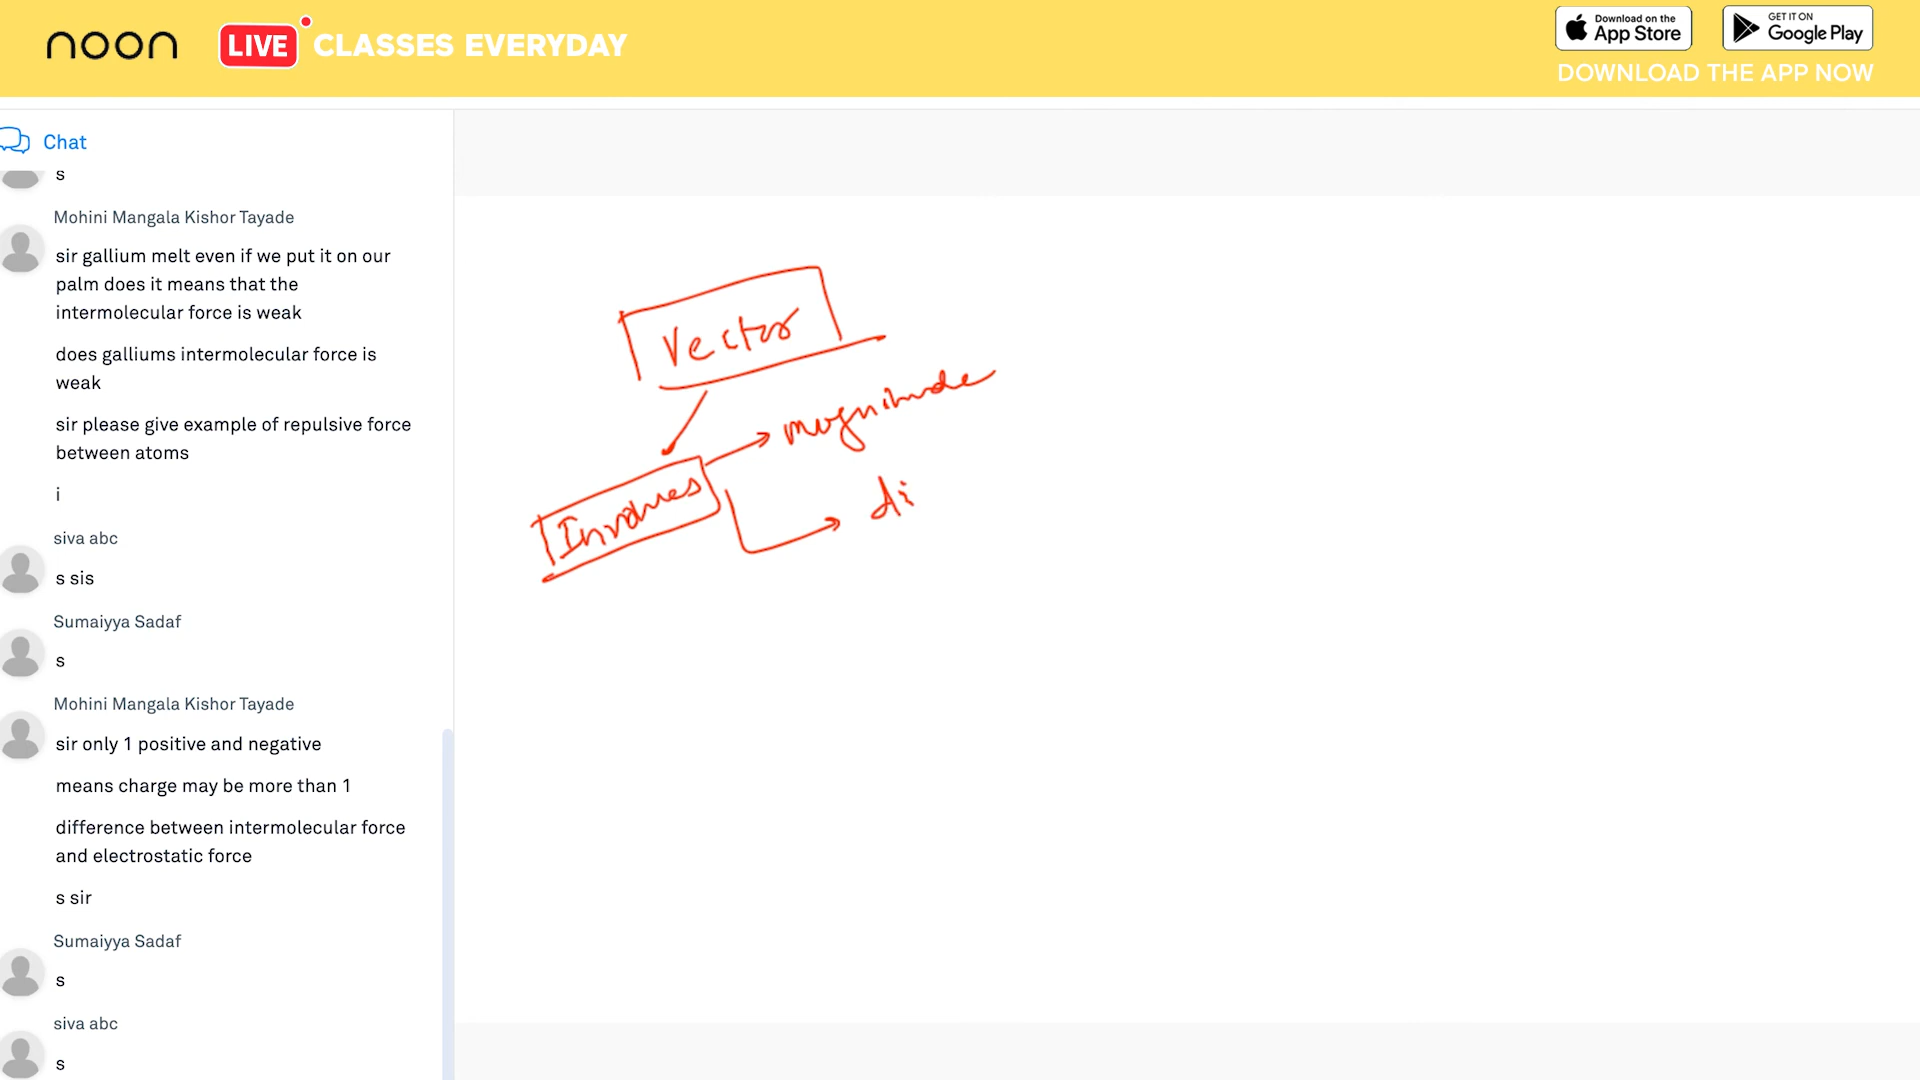 noon LIVE CLASSES EVERYDAY
Download on the App Store
GET IT ON Google Play
DOWNLOAD THE APP NOW
Chat
s
Mohini Mangala Kishor Tayade
sir gallium melt even if we put it on our
palm does it means that the
intermolecular force is weak
does galliums intermolecular force is
weak
sir please give example of repulsive force
between atoms
i
siva abc
s sis
Sumaiyya Sadaf
s
Mohini Mangala Kishor Tayade
sir only 1 positive and negative
means charge may be more than 1
difference between intermolecular force
and electrostatic force
s sir
Sumaiyya Sadaf
s
siva abc
s
Vector
magnitude
Involves
di